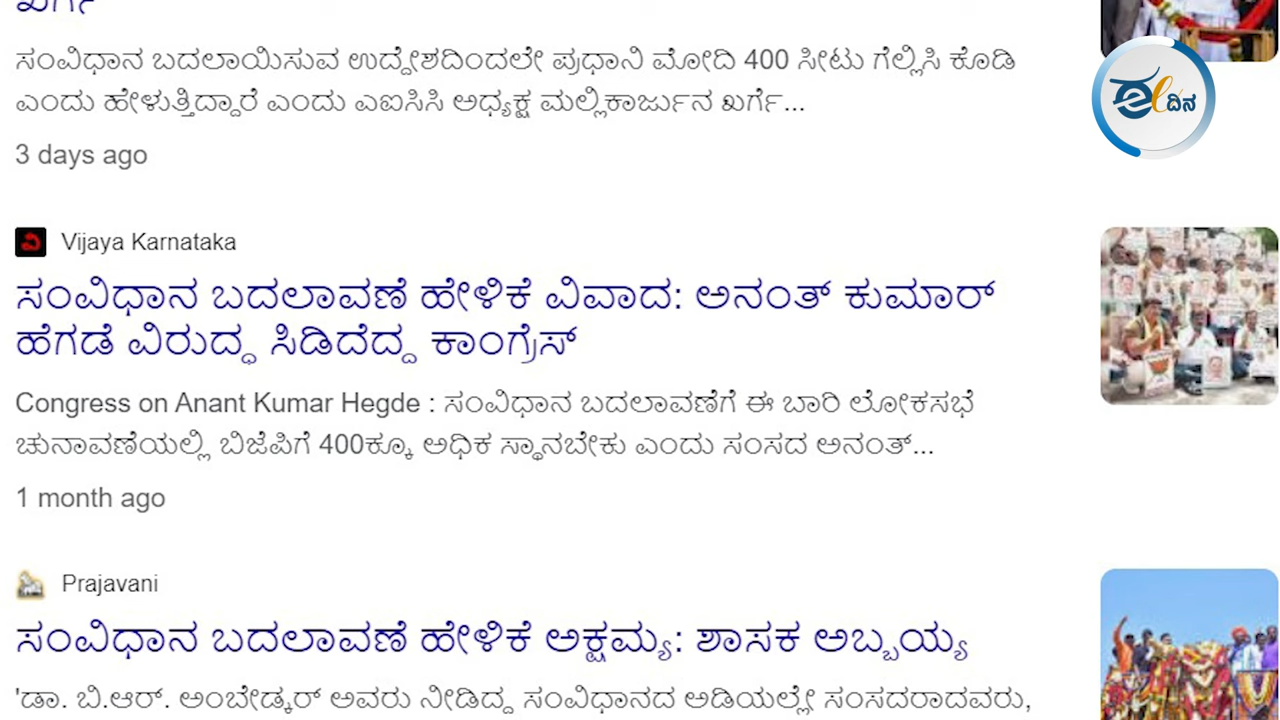 ಖರ್ಗೆ
ಸಂವಿಧಾನ ಬದಲಾಯಿಸುವ ಉದ್ದೇಶದಿಂದಲೇ ಪ್ರಧಾನಿ ಮೋದಿ 400 ಸೀಟು ಗೆಲ್ಲಿಸಿ ಕೊಡಿ
ಎಂದು ಹೇಳುತ್ತಿದ್ದಾರೆ ಎಂದು ಎಐಸಿಸಿ ಅಧ್ಯಕ್ಷ ಮಲ್ಲಿಕಾರ್ಜುನ ಖರ್ಗೆ...
3 days ago
ದಿನ
Vijaya Karnataka
ಸಂವಿಧಾನ ಬದಲಾವಣೆ ಹೇಳಿಕೆ ವಿವಾದ: ಅನಂತ್ ಕುಮಾರ್
ಹೆಗಡೆ ವಿರುದ್ಧ ಸಿಡಿದೆದ್ದ ಕಾಂಗ್ರೆಸ್
Congress on Anant Kumar Hegde : ಸಂವಿಧಾನ ಬದಲಾವಣೆಗೆ ಈ ಬಾರಿ ಲೋಕಸಭೆ
ಚುನಾವಣೆಯಲ್ಲಿ ಬಿಜೆಪಿಗೆ 400ಕ್ಕೂ ಅಧಿಕ ಸ್ಥಾನಬೇಕು ಎಂದು ಸಂಸದ ಅನಂತ್...
1 month ago
Prajavani
ಸಂವಿಧಾನ ಬದಲಾವಣೆ ಹೇಳಿಕೆ ಅಕ್ಷಮ್ಯ: ಶಾಸಕ ಅಬ್ಬಯ್ಯ
'ಡಾ. ಬಿ.ಆರ್. ಅಂಬೇಡ್ಕರ್ ಅವರು ನೀಡಿದ್ದ ಸಂವಿಧಾನದ ಅಡಿಯಲ್ಲೇ ಸಂಸದರಾದವರು,